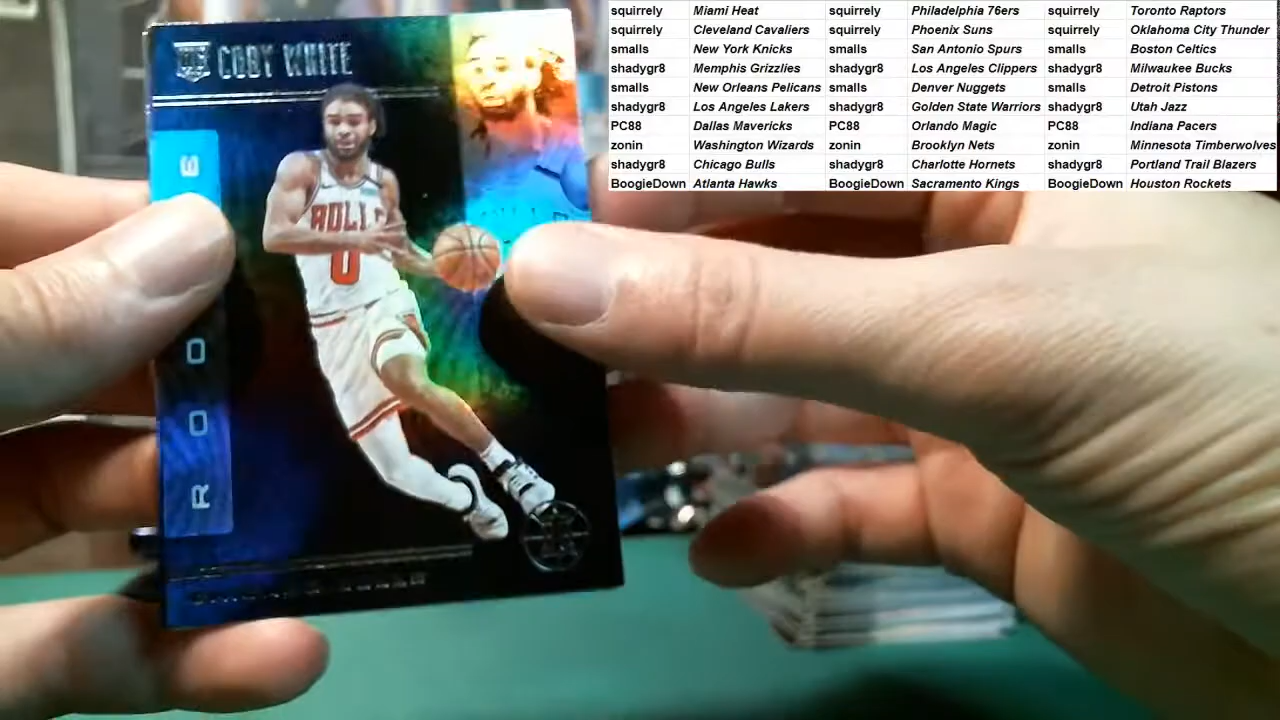 squirrely Miami Heat squirrely Philadelphia 76ers squirrely Toronto Raptors
squirrely Cleveland Cavaliers squirrely Phoenix Suns squirrely Oklahoma City Thunder
smalls New York Knicks smalls San Antonio Spurs smalls Boston Celtics
shadygr8 Memphis Grizzlies shadygr8 Los Angeles Clippers shadygr8 Milwaukee Bucks
smalls New Orleans Pelicans smalls Denver Nuggets smalls Detroit Pistons
shadygr8 Los Angeles Lakers shadygr8 Golden State Warriors shadygr8 Utah Jazz
PC88 Dallas Mavericks PC88 Orlando Magic PC88 Indiana Pacers
zonin Washington Wizards zonin Brooklyn Nets zonin Minnesota Timberwolves
shadygr8 Chicago Bulls shadygr8 Charlotte Hornets shadygr8 Portland Trail Blazers
BoogieDown Atlanta Hawks BoogieDown Sacramento Kings BoogieDown Houston Rockets
RC COBY WHITE
BULLS
0